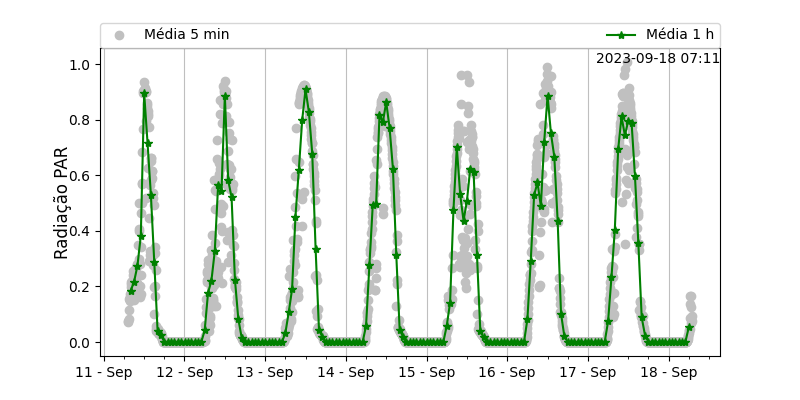 Média 5 min
Média 1 h
2023-09-18 07:11
Radiação PAR
1.0
0.8
0.6
0.4
0.2
0.0
11 - Sep
12 - Sep
13 - Sep
14 - Sep
15 - Sep
16 - Sep
17 - Sep
18 - Sep